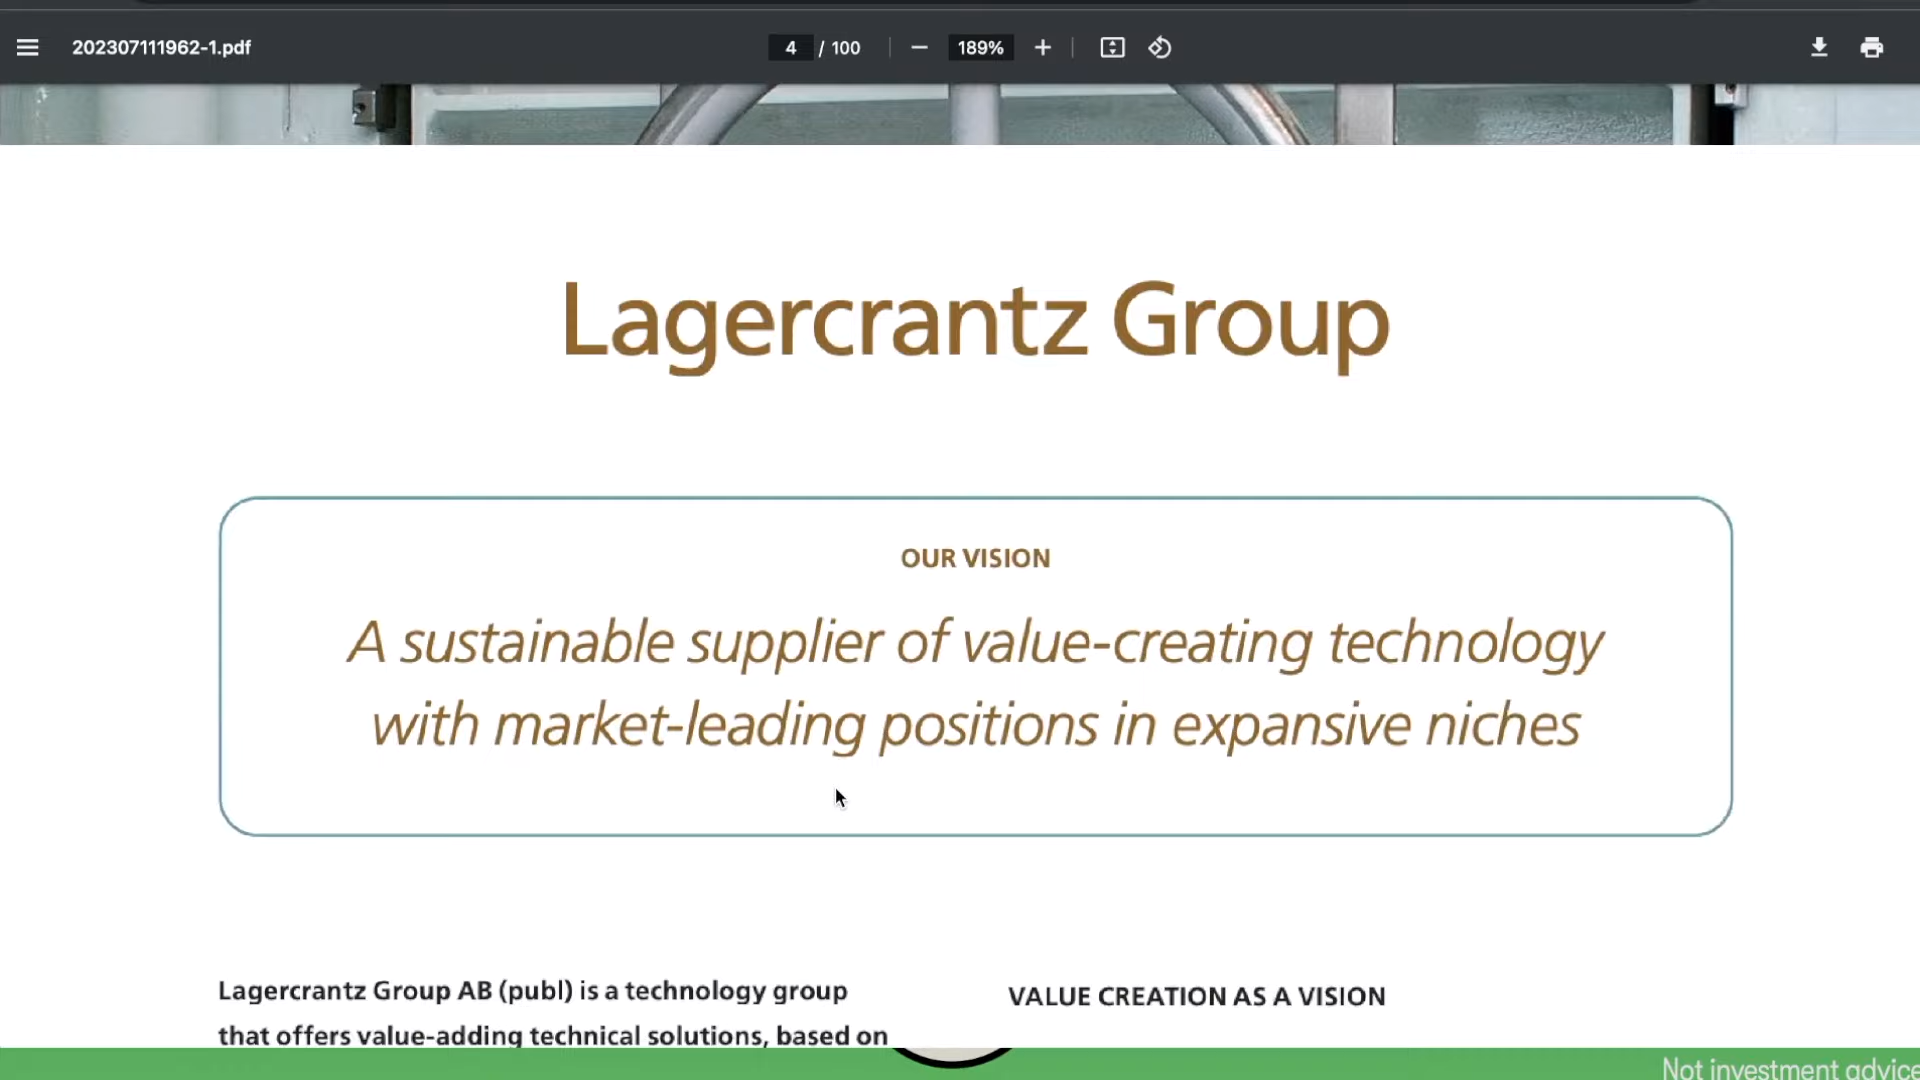 202307111962-1.pdf
4 / 100
189%
Lagercrantz Group
OUR VISION
A sustainable supplier of value-creating technology
with market-leading positions in expansive niches
Lagercrantz Group AB (publ) is a technology group
that offers value-adding technical solutions, based on
VALUE CREATION AS A VISION
Not investment advice